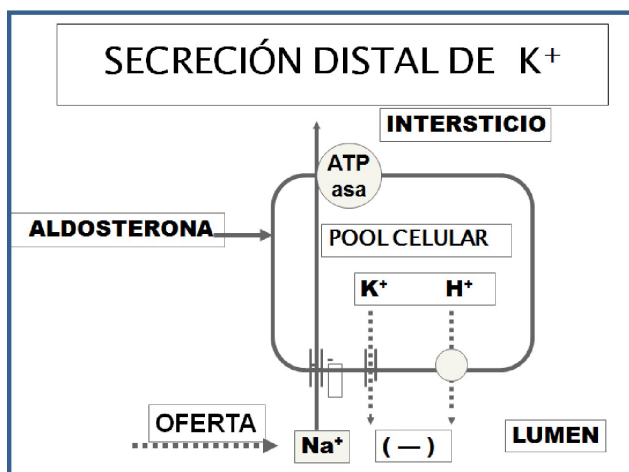 SECRECIÓN DISTAL DE K⁺
INTERSTICIO
ATP
asa
ALDOSTERONA
POOL CELULAR
K⁺ H⁺
-
OFERTA
Na⁺
( — )
LUMEN